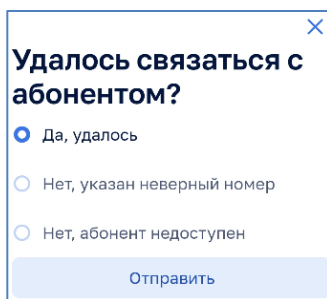 Удалось связаться с
абонентом?
Да, удалось
Нет, указан неверный номер
Нет, абонент недоступен
Отправить